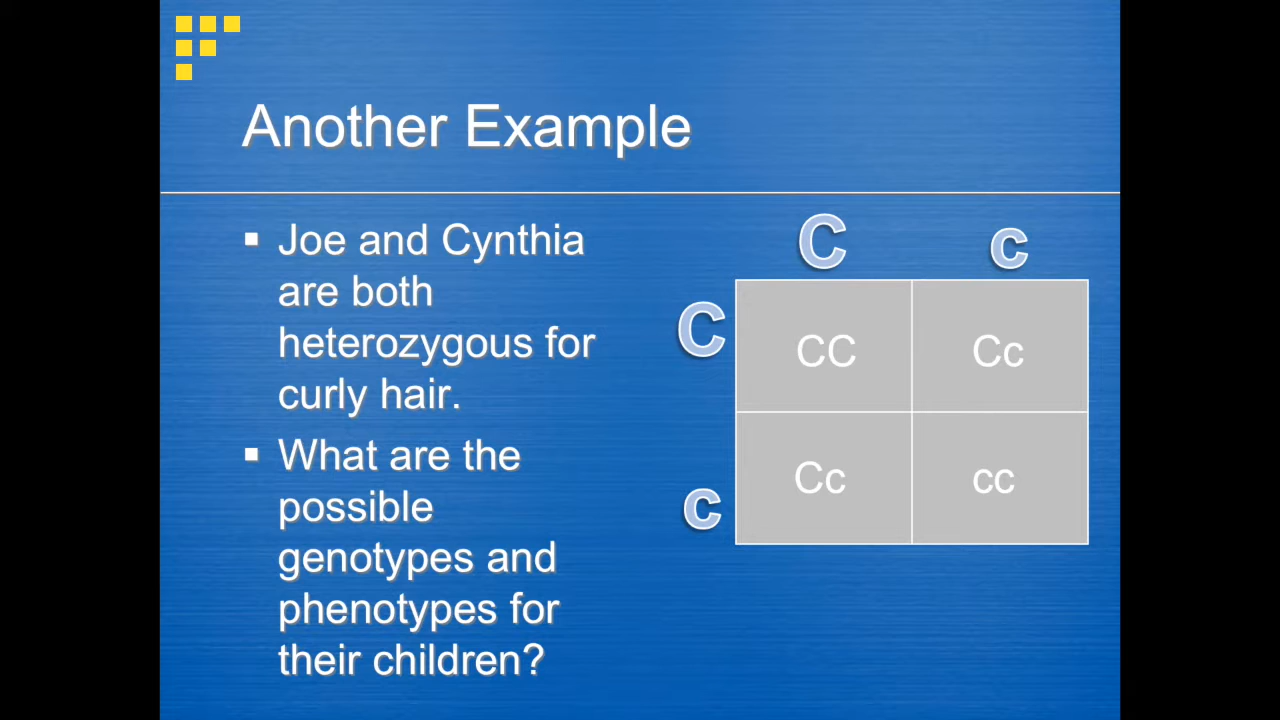 Another Example
Joe and Cynthia
are both
heterozygous for
curly hair.
What are the
possible
genotypes and
phenotypes for
their children?
C c
C CC Cc
c Cc cc